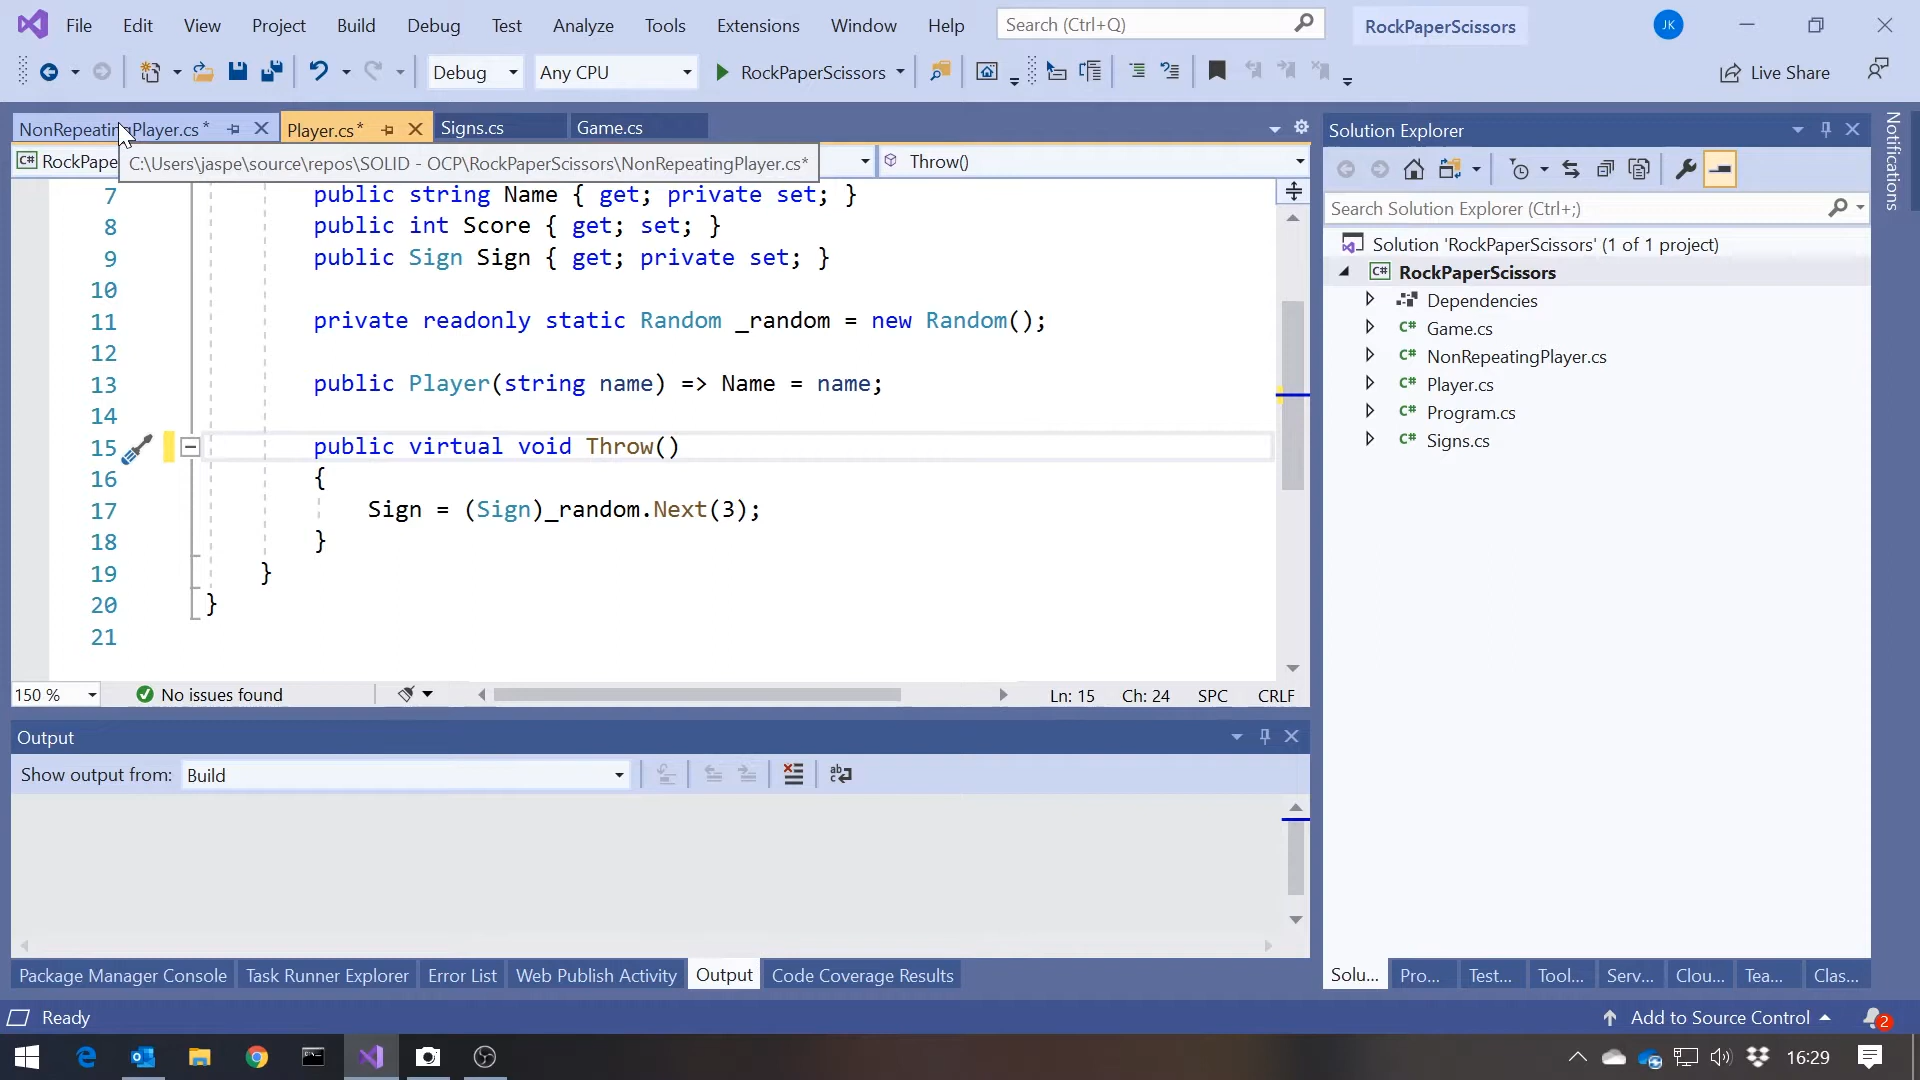 File Edit View Project Build Debug Test Analyze Tools Extensions Window Help Search (Ctrl+Q) RockPaperScissors JK
Debug Any CPU RockPaperScissors Live Share
NonRepeatingPlayer.cs* Player.cs* Signs.cs Game.cs
RockPape C:\Users\jaspe\source\repos\SOLID - OCP\RockPaperScissors\NonRepeatingPlayer.cs* Throw()
7 public string Name { get; private set; }
8 public int Score { get; set; }
9 public Sign Sign { get; private set; }
10
11 private readonly static Random _random = new Random();
12
13 public Player(string name) => Name = name;
14
15 public virtual void Throw()
16 {
17 Sign = (Sign)_random.Next(3);
18 }
19 }
20 }
21
150 % No issues found Ln: 15 Ch: 24 SPC CRLF
Output
Show output from: Build
Package Manager Console Task Runner Explorer Error List Web Publish Activity Output Code Coverage Results
Solution Explorer
Search Solution Explorer (Ctrl+;)
Solution 'RockPaperScissors' (1 of 1 project)
C# RockPaperScissors
Dependencies
C# Game.cs
C# NonRepeatingPlayer.cs
C# Player.cs
C# Program.cs
C# Signs.cs
Solu... Pro... Test... Tool... Serv... Clou... Tea... Clas...
Notifications
Ready Add to Source Control 2
16:29